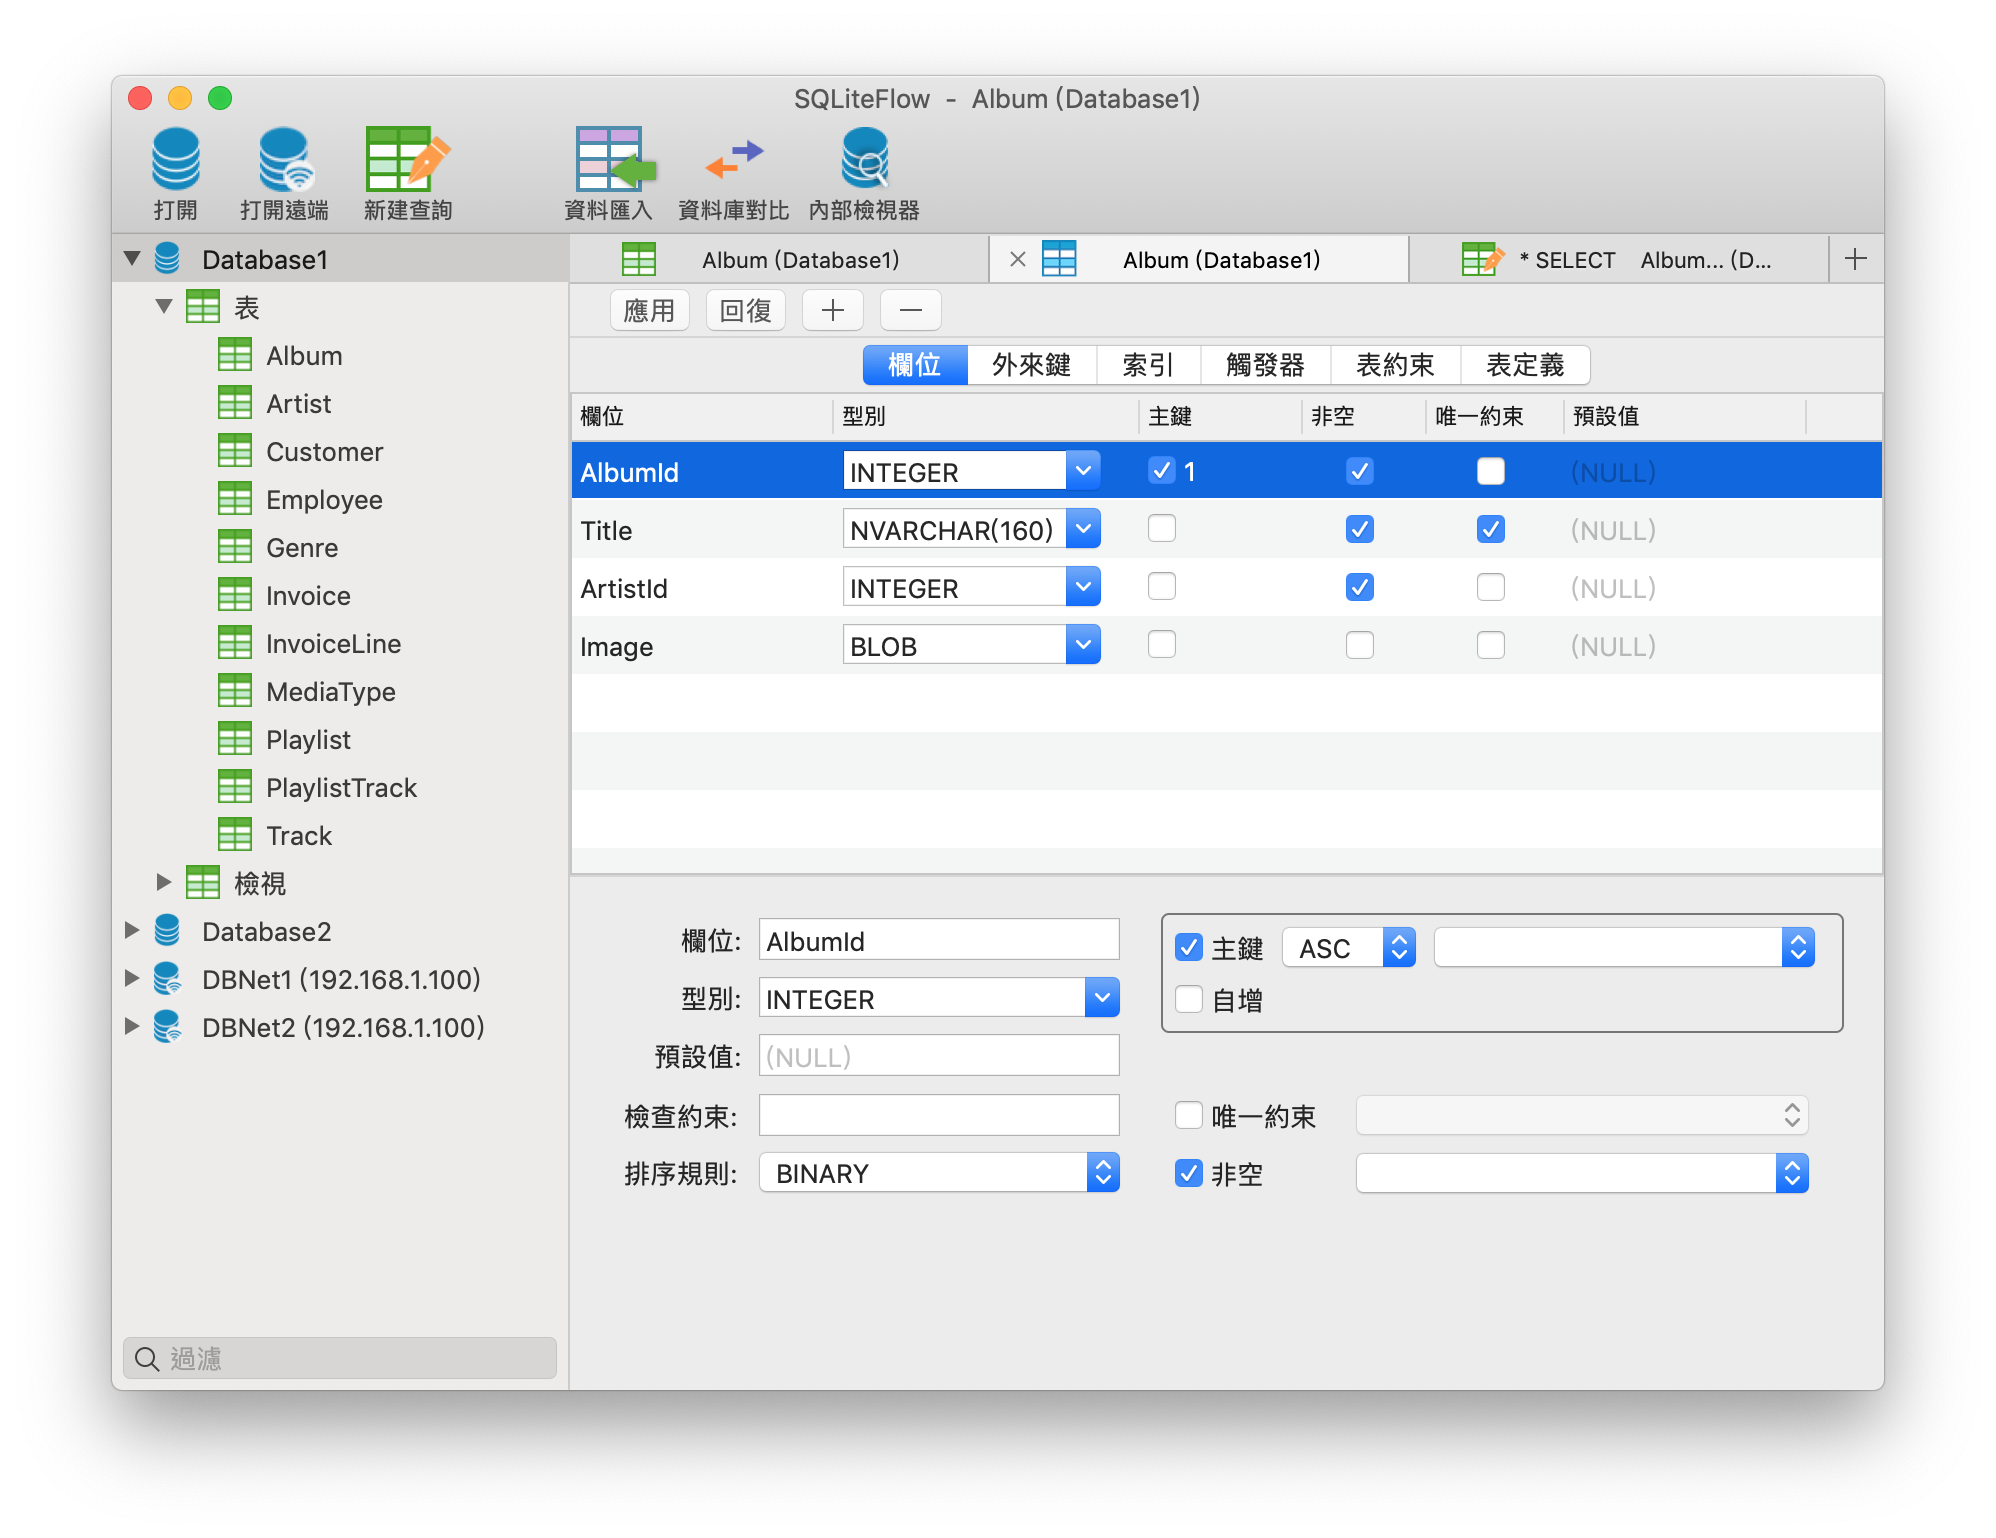 SQLiteFlow - Album (Database1)
打開 打開遠端 新建查詢 資料匯入 資料庫對比 內部檢視器
Database1
表
Album
Artist
Customer
Employee
Genre
Invoice
InvoiceLine
MediaType
Playlist
PlaylistTrack
Track
檢視
Database2
DBNet1 (192.168.1.100)
DBNet2 (192.168.1.100)
過濾
Album (Database1) Album (Database1) * SELECT Album... (D...
應用 回復
欄位 外來鍵 索引 觸發器 表約束 表定義
欄位 型別 主鍵 非空 唯一約束 預設值
AlbumId INTEGER 1 (NULL)
Title NVARCHAR(160) (NULL)
ArtistId INTEGER (NULL)
Image BLOB (NULL)
欄位: AlbumId
型別: INTEGER
預設值: (NULL)
檢查約束:
排序規則: BINARY
主鍵 ASC
自增
唯一約束
非空